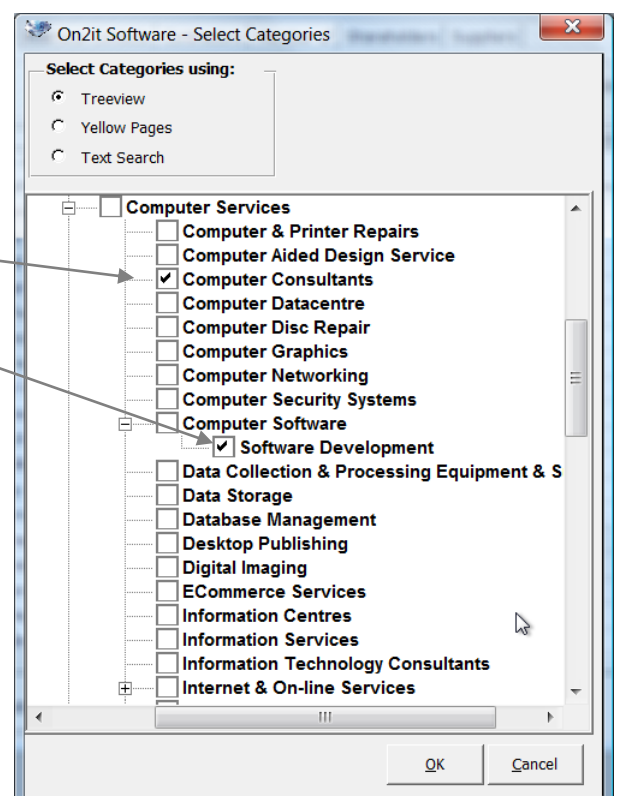 On2it Software - Select Categories
Select Categories using:
Treeview
Yellow Pages
Text Search
Computer Services
Computer & Printer Repairs
Computer Aided Design Service
Computer Consultants
Computer Datacentre
Computer Disc Repair
Computer Graphics
Computer Networking
Computer Security Systems
Computer Software
Software Development
Data Collection & Processing Equipment & S
Data Storage
Database Management
Desktop Publishing
Digital Imaging
ECommerce Services
Information Centres
Information Services
Information Technology Consultants
Internet & On-line Services
OK Cancel